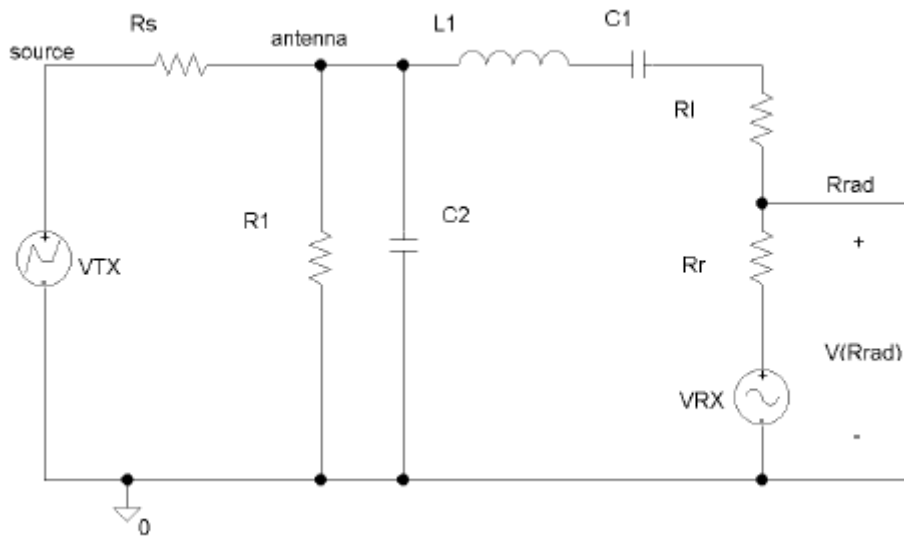 Rs
antenna
L1
C1
source
Rl
Rrad
R1
C2
+
Rr
VTX
V(Rrad)
VRX
-
0